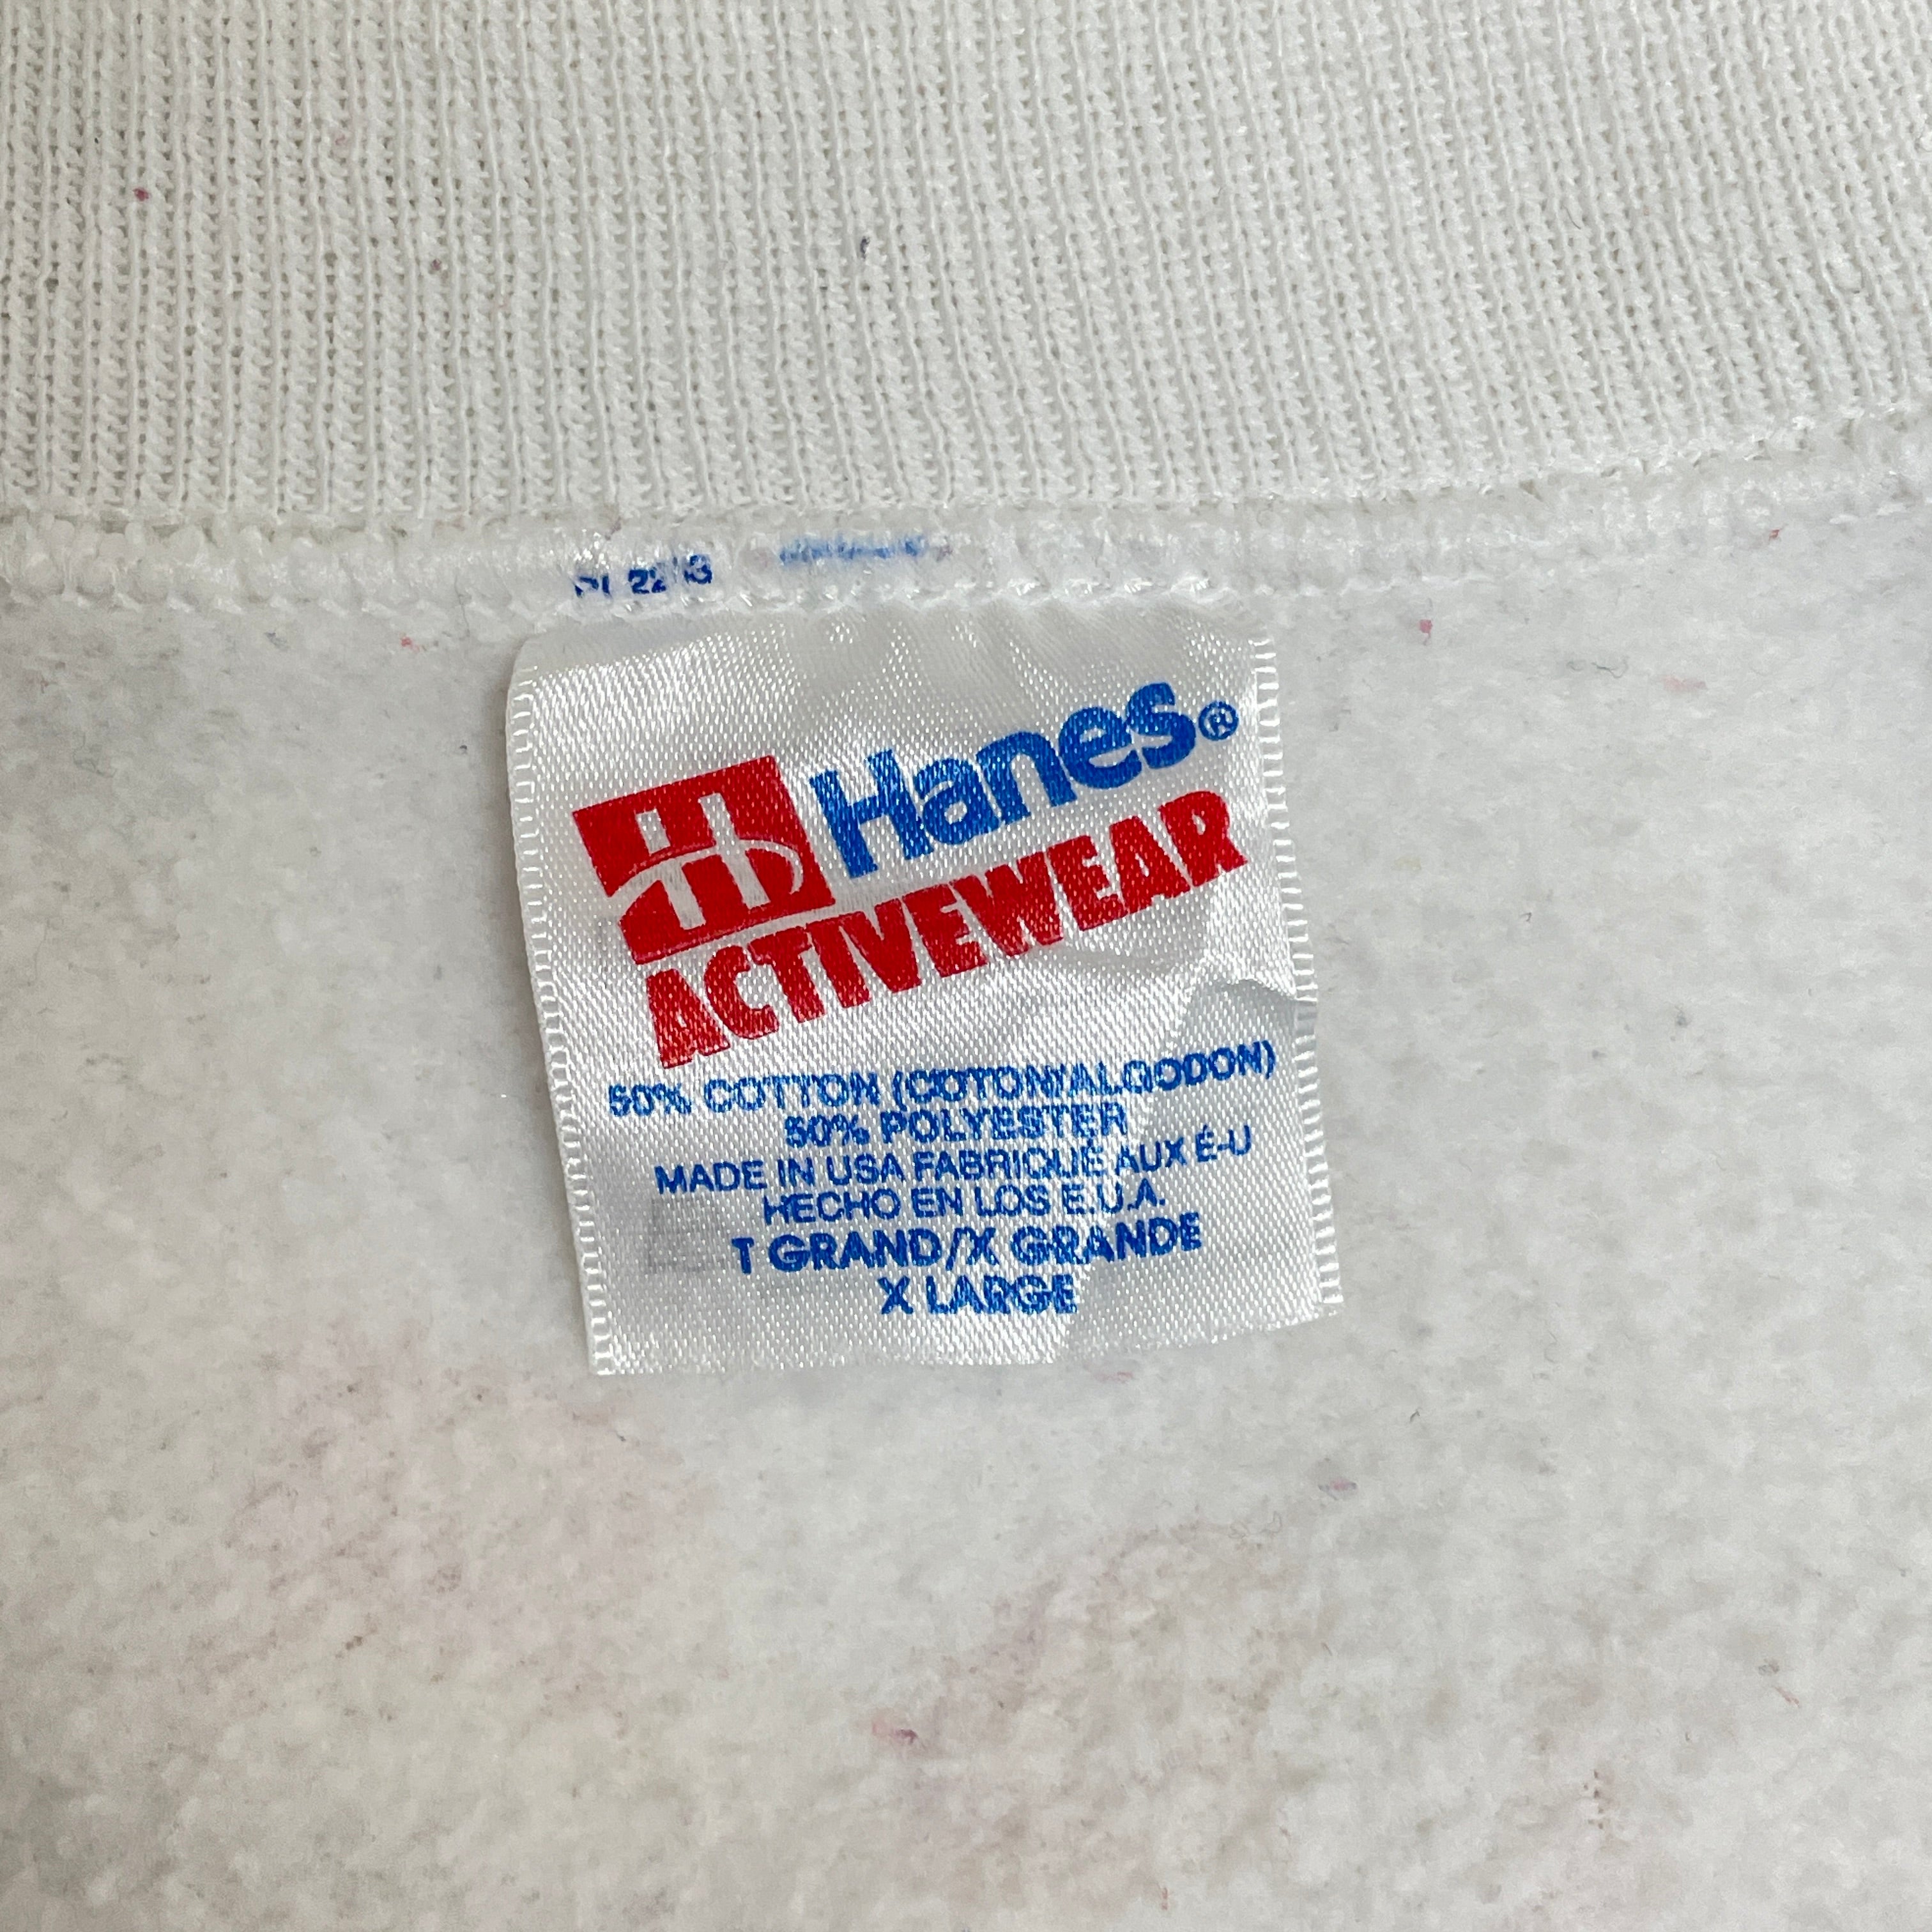 Hanes®
ACTIVEWEAR
50% COTTON (COTON/ALGODON)
50% POLYESTER
MADE IN USA FABRIQUÉ AUX É-U
HECHO EN LOS E.U.A.
T GRAND/X GRANDE
X LARGE